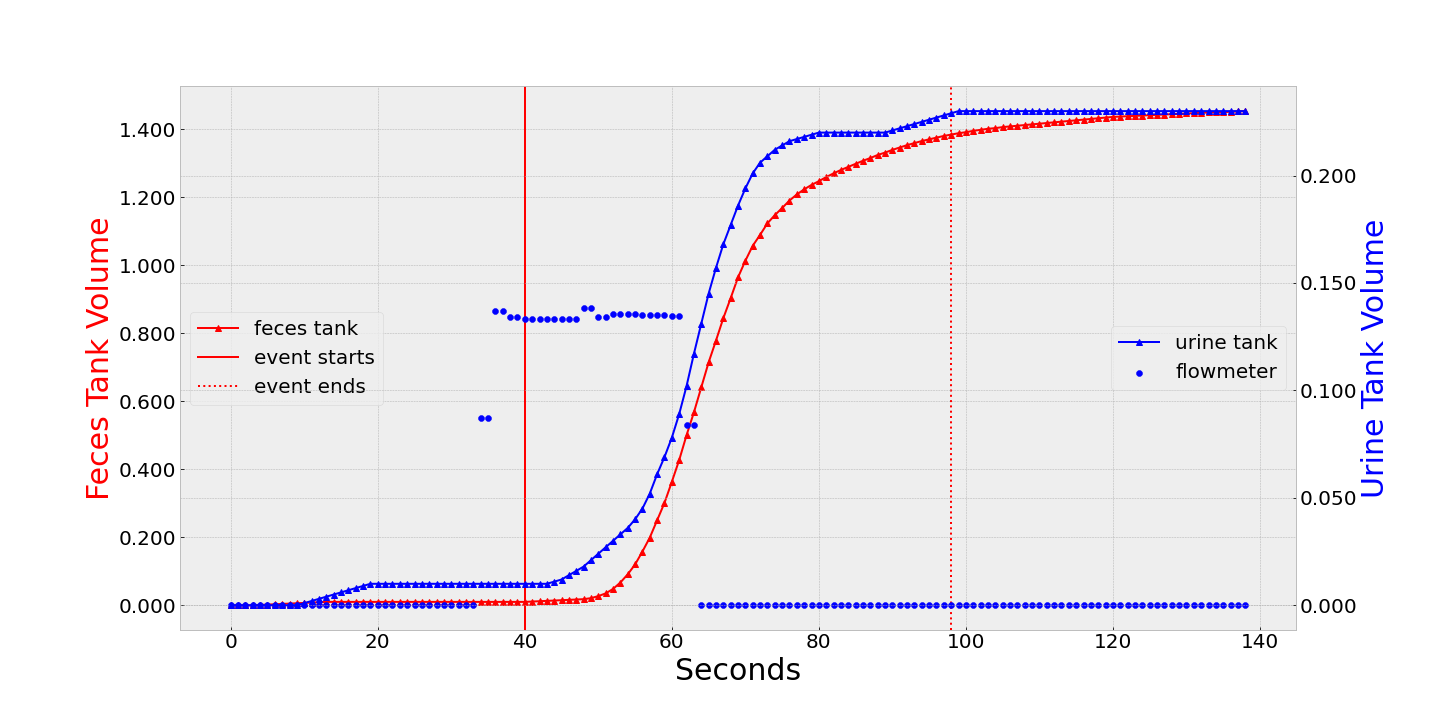 Feces Tank Volume
1.400
1.200
1.000
0.800
0.600
0.400
0.200
0.000
feces tank
event starts
event ends
urine tank
flowmeter
0.200
0.150
0.100
0.050
0.000
Urine Tank Volume
0 20 40 60 80 100 120 140
Seconds